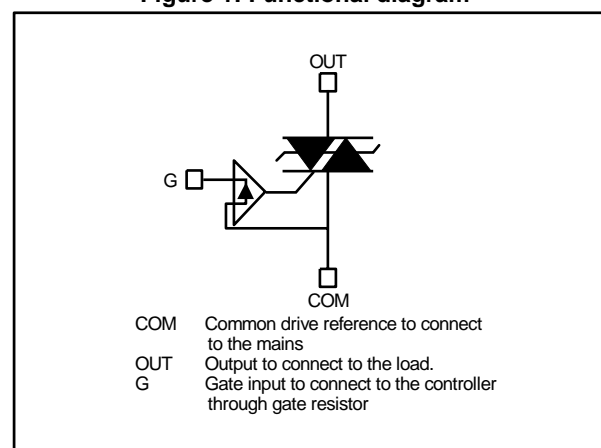 Figure 1. Functional diagram
OUT
G
COM
COM Common drive reference to connect
to the mains
OUT Output to connect to the load.
G Gate input to connect to the controller
through gate resistor